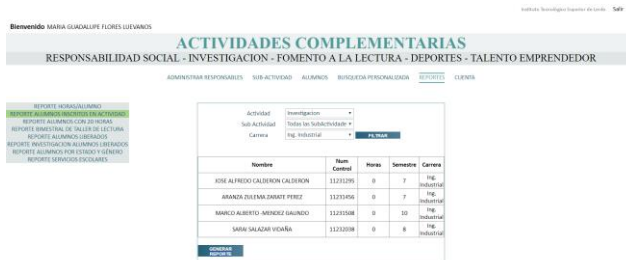 Instituto Tecnológico Superior de Lerdo Salir
Bienvenido MARIA GUADALUPE FLORES LUEVANOS
ACTIVIDADES COMPLEMENTARIAS
RESPONSABILIDAD SOCIAL - INVESTIGACION - FOMENTO A LA LECTURA - DEPORTES - TALENTO EMPRENDEDOR
ADMINISTRAR RESPONSABLES SUB-ACTIVIDAD ALUMNOS BUSQUEDA PERSONALIZADA REPORTES CUENTA
REPORTE HORAS/ALUMNO
REPORTE ALUMNOS INSCRITOS EN ACTIVIDAD
REPORTE ALUMNOS CON 20 HORAS
REPORTE BIMESTRAL DE TALLER DE LECTURA
REPORTE ALUMNOS LIBERADOS
REPORTE INVESTIGACION ALUMNOS LIBERADOS
REPORTE ALUMNOS POR ESTADO Y GÉNERO
REPORTE SERVICIOS ESCOLARES
Actividad Investigacion
Sub Actividad Todas las SubActividade
Carrera Ing. Industrial FILTRAR
Nombre Num Control Horas Semestre Carrera
JOSE ALFREDO CALDERON CALDERON 11231295 0 7 Ing. Industrial
ARANZA ZULEMA ZARATE PEREZ 11231456 0 7 Ing. Industrial
MARCO ALBERTO -MENDEZ GALINDO 11231508 0 10 Ing. Industrial
SARAI SALAZAR VIDAÑA 11232038 0 8 Ing. Industrial
GENERAR REPORTE